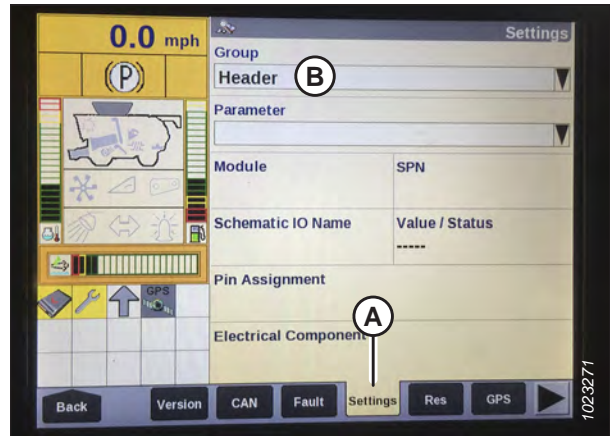 0.0 mph
(P)
GPS
Settings
Group
Header
B
Parameter
Module
SPN
Schematic IO Name
Value / Status
-----
Pin Assignment
A
Electrical Component
Back
Version
CAN
Fault
Settings
Res
GPS
1023271